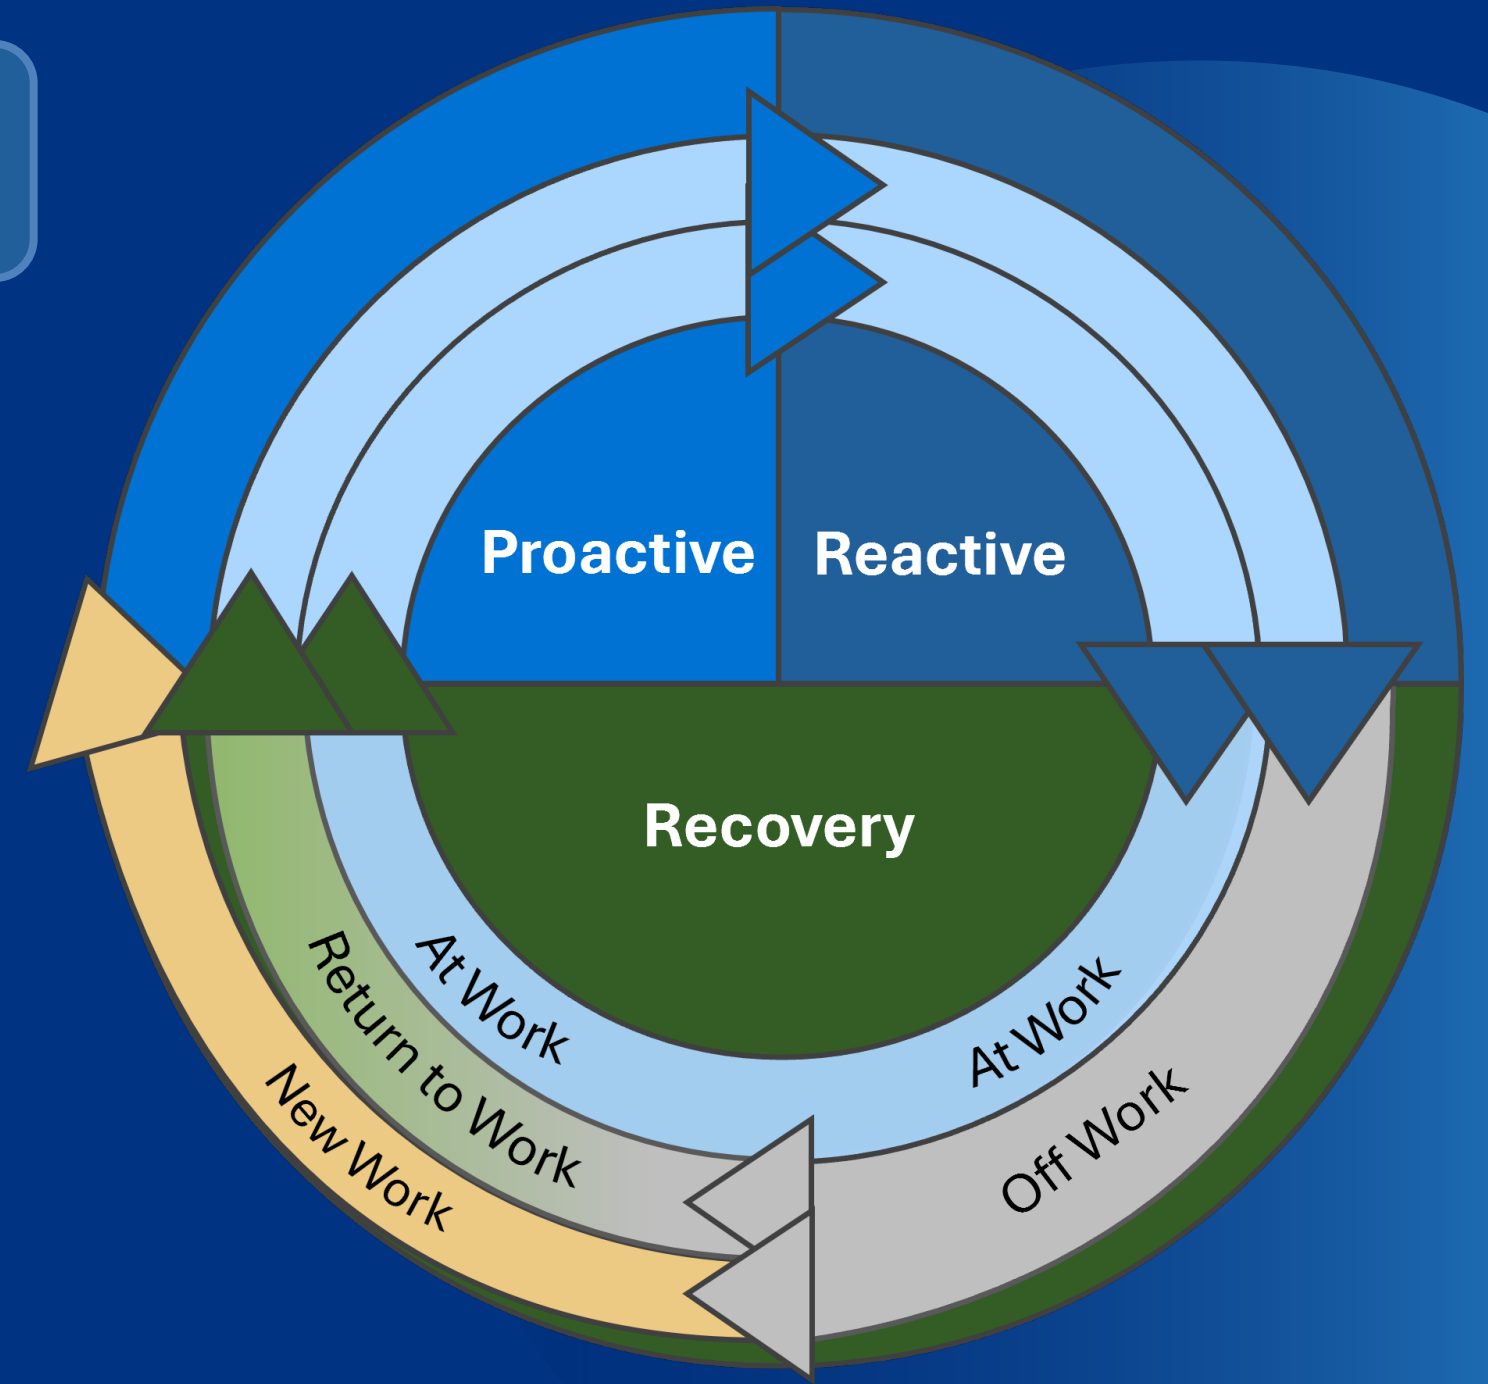 Proactive
Reactive
Recovery
At Work
At Work
Return to Work
Off Work
New Work